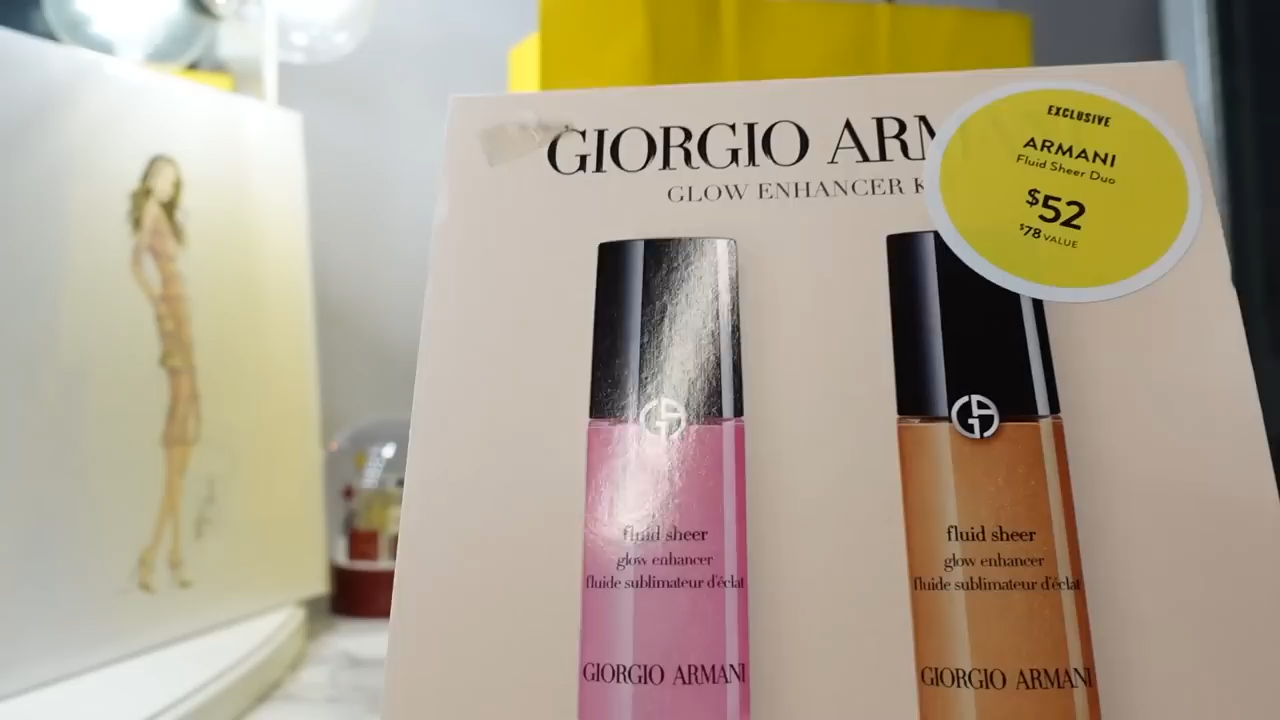 GIORGIO ARM
GLOW ENHANCER K
EXCLUSIVE
ARMANI
Fluid Sheer Duo
$52
$78 VALUE
fluid sheer
glow enhancer
fluide sublimateur d'éclat
GIORGIO ARMANI
fluid sheer
glow enhancer
fluide sublimateur d'éclat
GIORGIO ARMANI